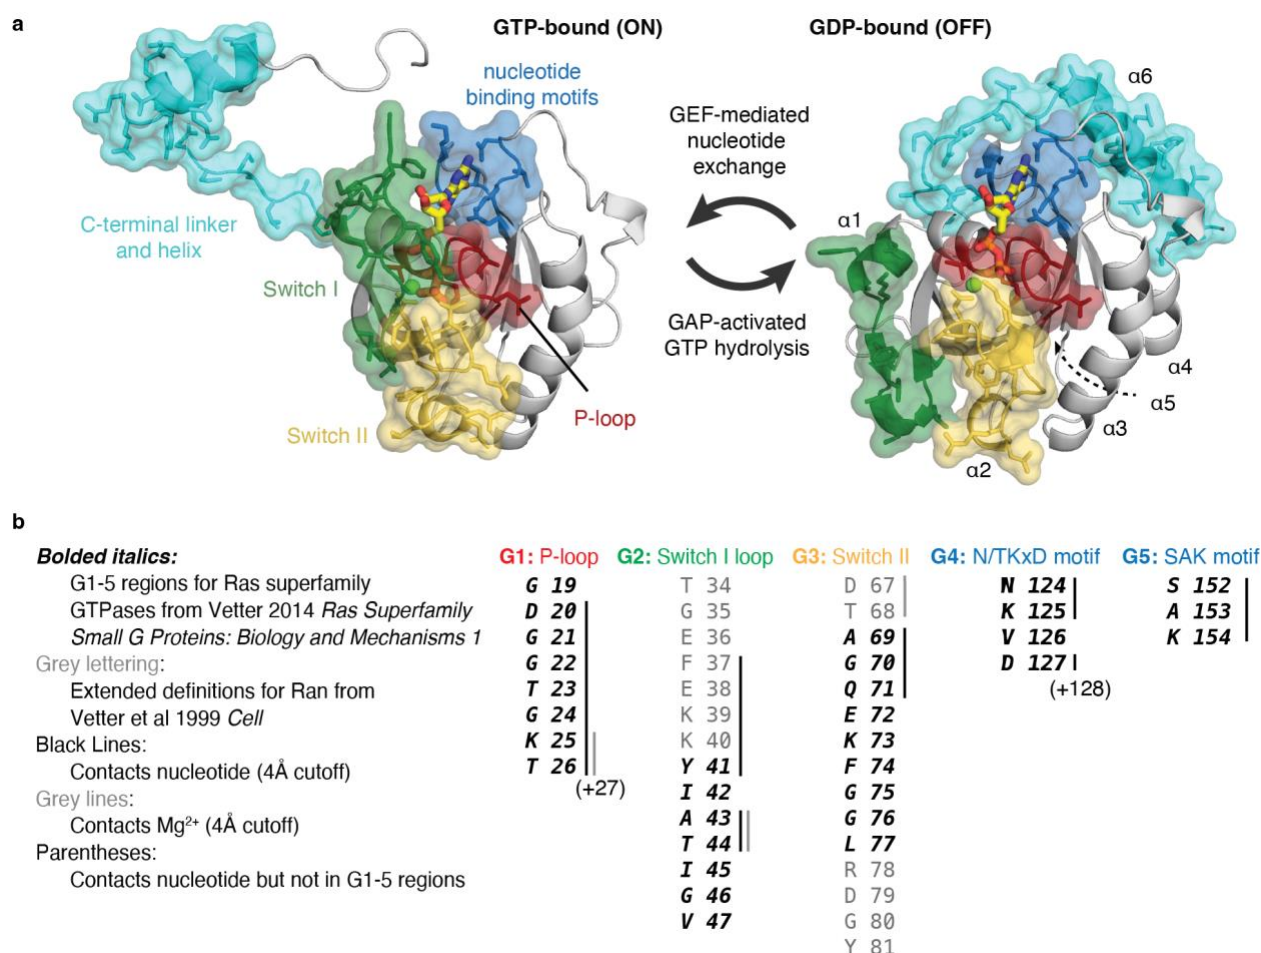 a
GTP-bound (ON)
GDP-bound (OFF)
nucleotide
binding motifs
GEF-mediated
nucleotide
exchange
α6
C-terminal linker
and helix
α1
Switch I
GAP-activated
GTP hydrolysis
α4
α5
P-loop
α3
Switch II
α2
b
Bolded italics:
G1-5 regions for Ras superfamily
GTPases from Vetter 2014 Ras Superfamily
Small G Proteins: Biology and Mechanisms 1
Grey lettering:
Extended definitions for Ran from
Vetter et al 1999 Cell
Black Lines:
Contacts nucleotide (4Å cutoff)
Grey lines:
Contacts Mg²⁺ (4Å cutoff)
Parentheses:
Contacts nucleotide but not in G1-5 regions
G1: P-loop
G 19
D 20
G 21
G 22
T 23
G 24
K 25
T 26
(+27)
G2: Switch I loop
T 34
G 35
E 36
F 37
E 38
K 39
K 40
Y 41
I 42
A 43
T 44
I 45
G 46
V 47
G3: Switch II
D 67
T 68
A 69
G 70
Q 71
E 72
K 73
F 74
G 75
G 76
L 77
R 78
D 79
G 80
Y 81
G4: N/TKxD motif
N 124
K 125
V 126
D 127
(+128)
G5: SAK motif
S 152
A 153
K 154